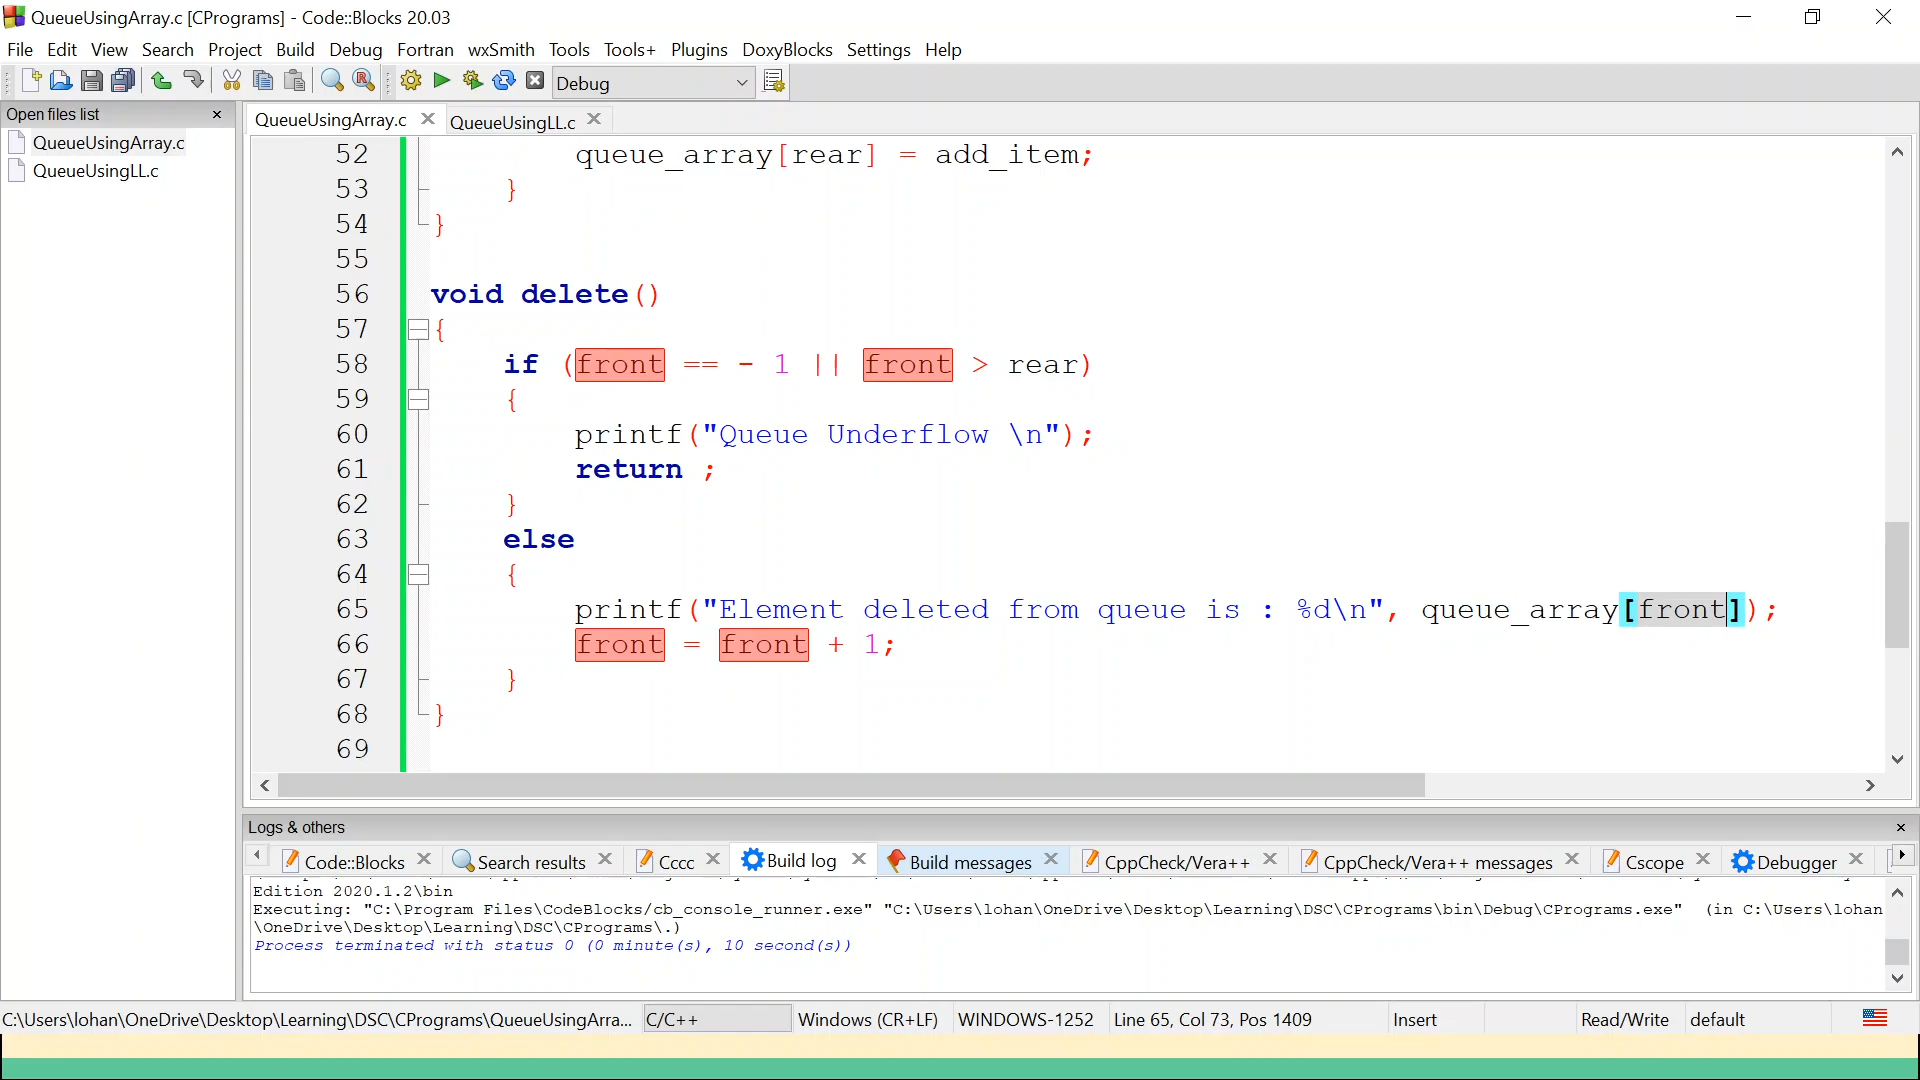 QueueUsingArray.c [CPrograms] - Code::Blocks 20.03
File Edit View Search Project Build Debug Fortran wxSmith Tools Tools+ Plugins DoxyBlocks Settings Help
Debug
Open files list
QueueUsingArray.c
QueueUsingLL.c
QueueUsingArray.c QueueUsingLL.c
52 queue_array[rear] = add_item;
53 }
54 }
55
56 void delete()
57 {
58 if (front == - 1 || front > rear)
59 {
60 printf("Queue Underflow \n");
61 return ;
62 }
63 else
64 {
65 printf("Element deleted from queue is : %d\n", queue_array[front]);
66 front = front + 1;
67 }
68 }
69
Logs & others
Code::Blocks Search results Cccc Build log Build messages CppCheck/Vera++ CppCheck/Vera++ messages Cscope Debugger
Edition 2020.1.2\bin
Executing: "C:\Program Files\CodeBlocks/cb_console_runner.exe" "C:\Users\lohan\OneDrive\Desktop\Learning\DSC\CPrograms\bin\Debug\CPrograms.exe" (in C:\Users\lohan
\OneDrive\Desktop\Learning\DSC\CPrograms\.)
Process terminated with status 0 (0 minute(s), 10 second(s))
C:\Users\lohan\OneDrive\Desktop\Learning\DSC\CPrograms\QueueUsingArra... C/C++ Windows (CR+LF) WINDOWS-1252 Line 65, Col 73, Pos 1409 Insert Read/Write default